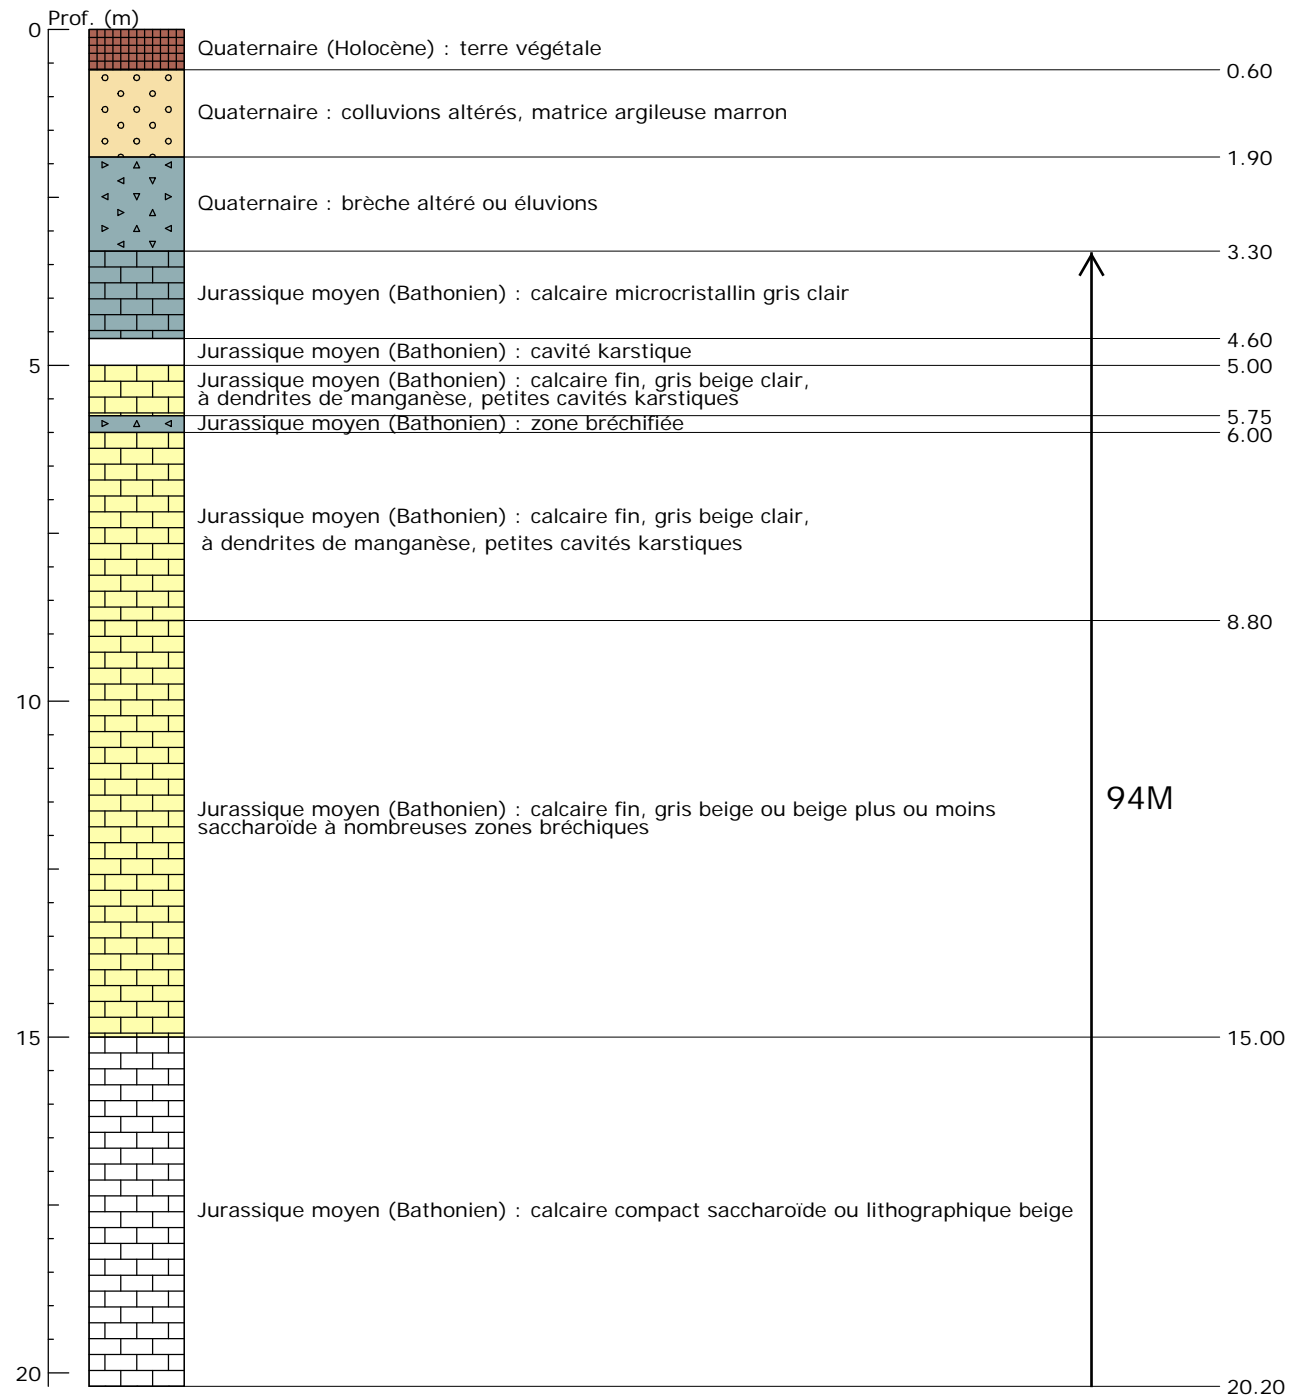 Prof. (m)
0
Quaternaire (Holocène) : terre végétale
0.60
Quaternaire : colluvions altérés, matrice argileuse marron
1.90
Quaternaire : brèche altéré ou éluvions
3.30
Jurassique moyen (Bathonien) : calcaire microcristallin gris clair
4.60
Jurassique moyen (Bathonien) : cavité karstique
5
5.00
Jurassique moyen (Bathonien) : calcaire fin, gris beige clair,
à dendrites de manganèse, petites cavités karstiques
5.75
Jurassique moyen (Bathonien) : zone bréchifiée
6.00
Jurassique moyen (Bathonien) : calcaire fin, gris beige clair,
à dendrites de manganèse, petites cavités karstiques
8.80
10
94M
Jurassique moyen (Bathonien) : calcaire fin, gris beige ou beige plus ou moins
saccharoïde à nombreuses zones bréchiques
15
15.00
Jurassique moyen (Bathonien) : calcaire compact saccharoïde ou lithographique beige
20
20.20